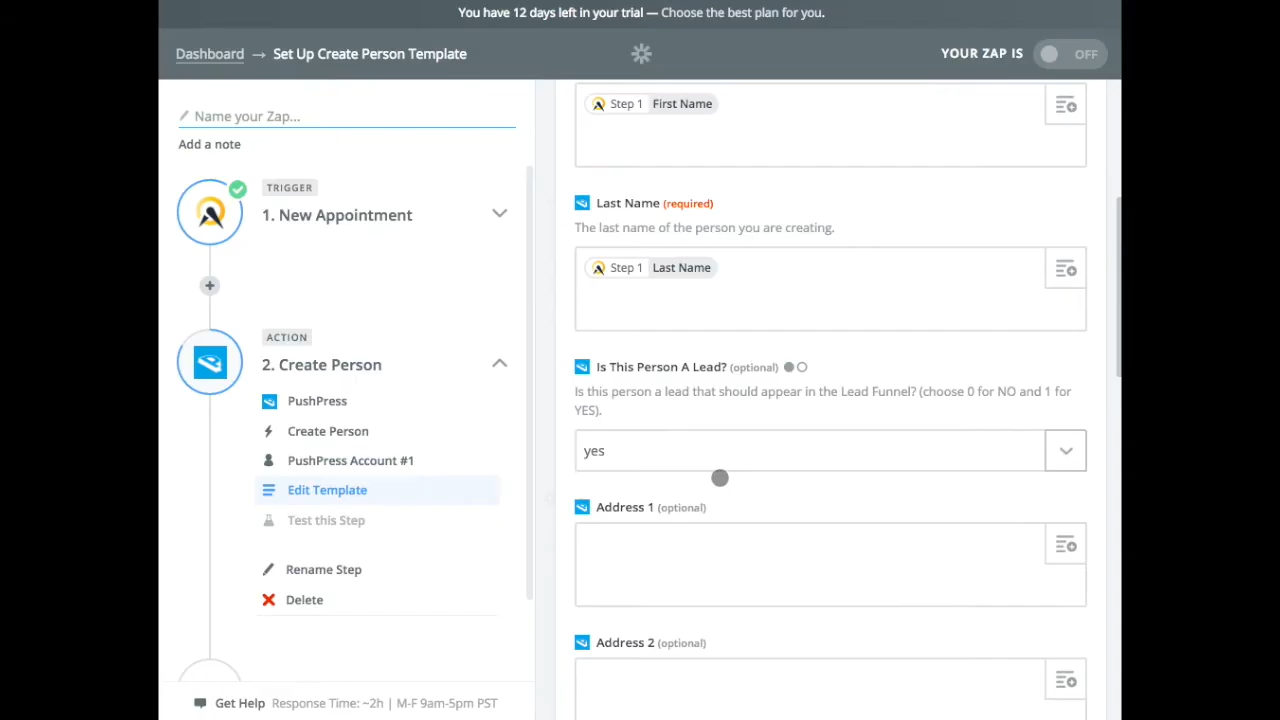 You have 12 days left in your trial — Choose the best plan for you.
Dashboard → Set Up Create Person Template
YOUR ZAP IS OFF
Name your Zap...
Add a note
TRIGGER
1. New Appointment
ACTION
2. Create Person
PushPress
Create Person
PushPress Account #1
Edit Template
Test this Step
Rename Step
Delete
Get Help Response Time: ~2h | M-F 9am-5pm PST
Step 1 First Name
Last Name (required)
The last name of the person you are creating.
Step 1 Last Name
Is This Person A Lead? (optional)
Is this person a lead that should appear in the Lead Funnel? (choose 0 for NO and 1 for
YES).
yes
Address 1 (optional)
Address 2 (optional)